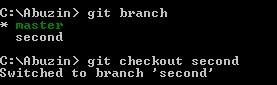 C:\Abuzin> git branch
* master
  second

C:\Abuzin> git checkout second
Switched to branch 'second'